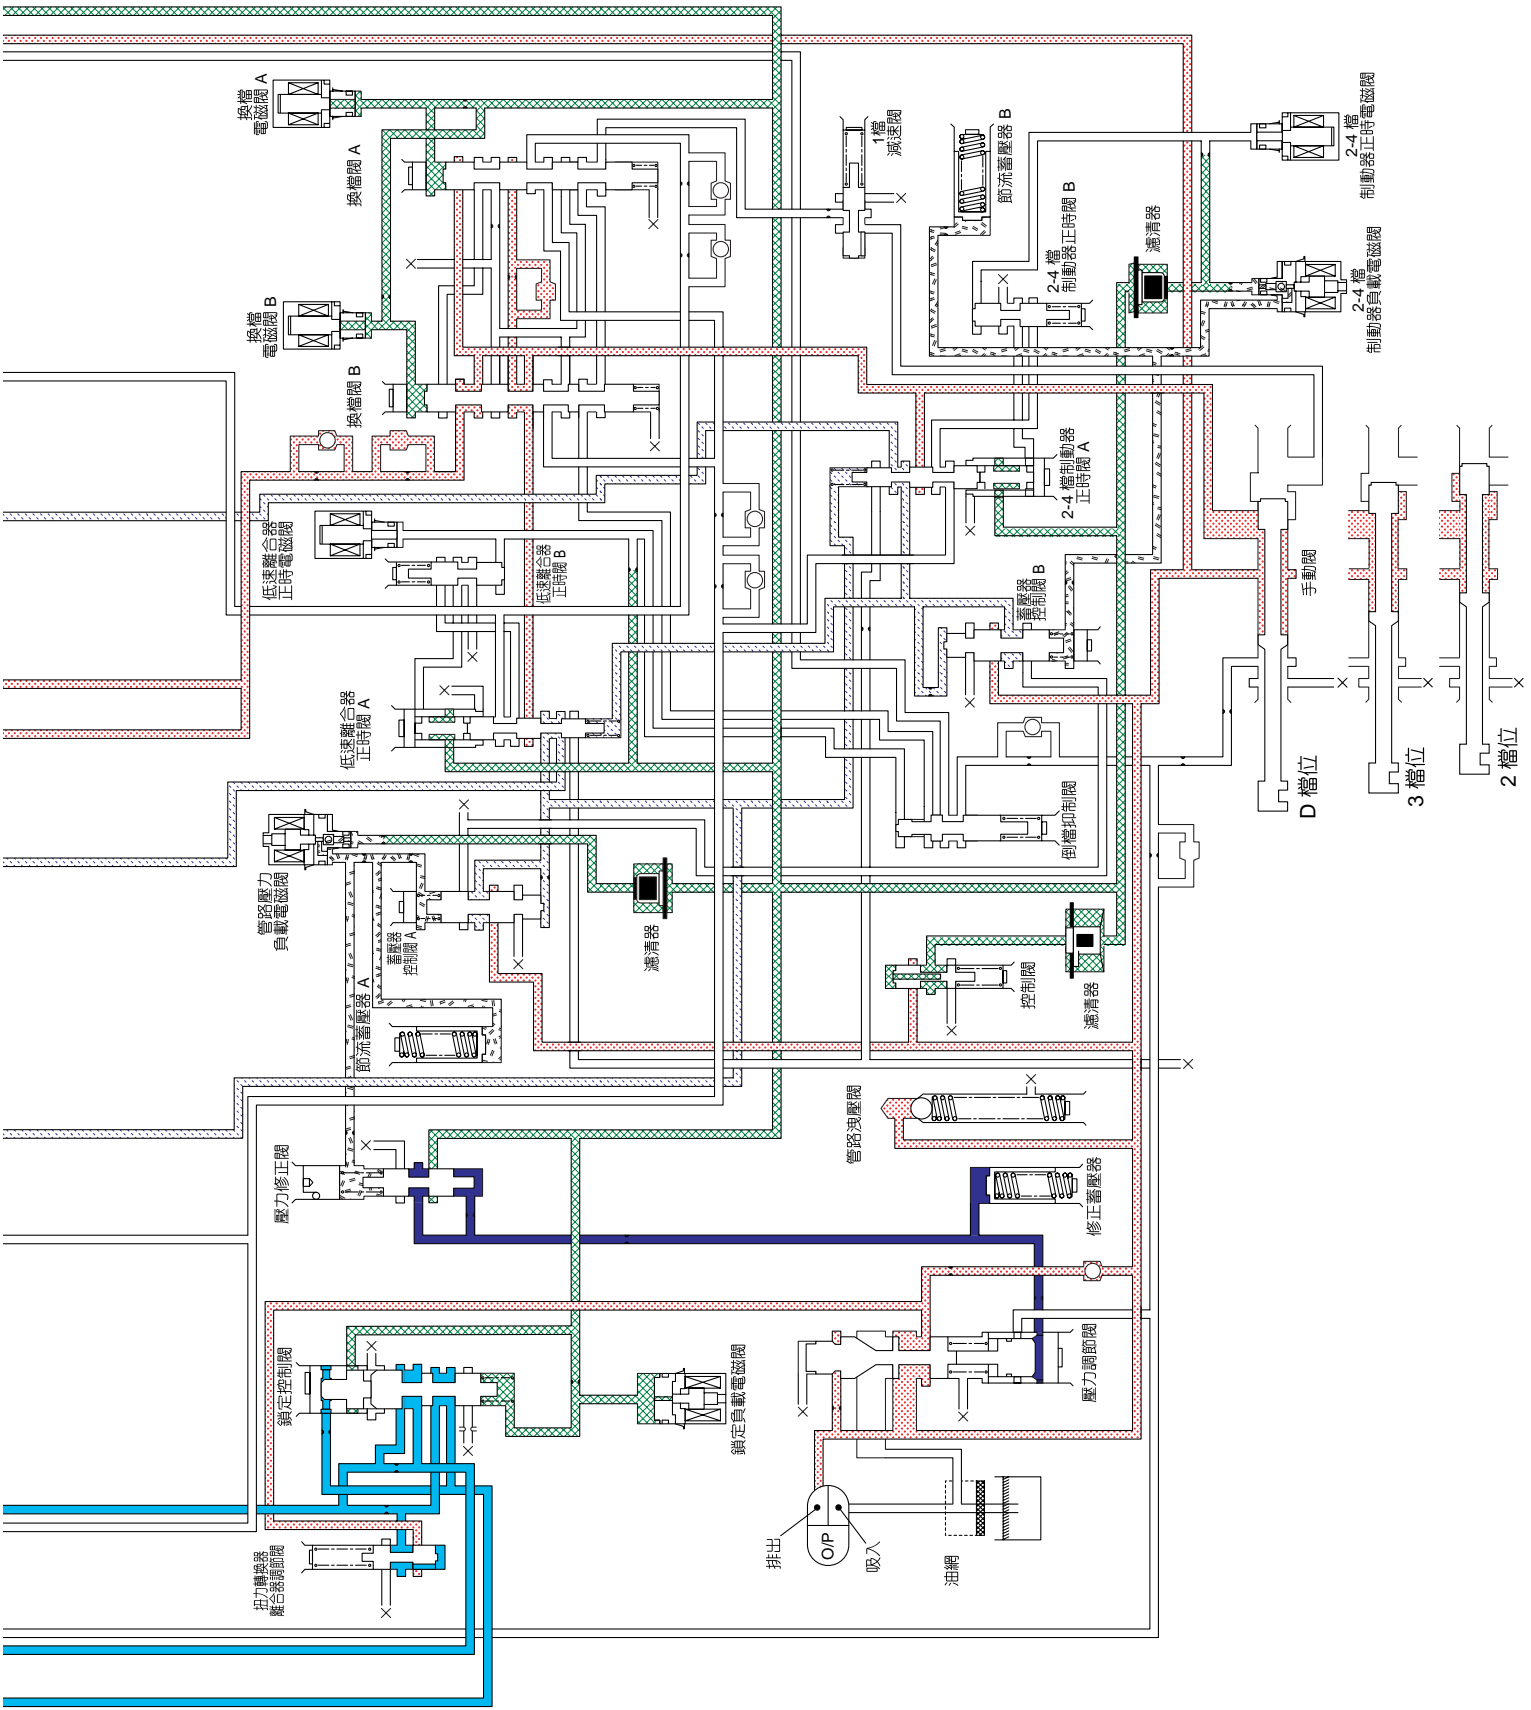 換檔
電磁閥 A
換檔閥 A
換檔
電磁閥 B
換檔閥 B
1檔
減速閥
節流蓄壓器 B
2-4 檔
制動器正時閥 B
濾清器
2-4 檔
制動器正時電磁閥
2-4 檔
制動器負載電磁閥
低速離合器
正時電磁閥
低速離合器
正時閥 B
2-4 檔制動器
正時閥 A
蓄壓器
控制閥 B
手動閥
低速離合器
正時閥 A
管路壓力
負載電磁閥
蓄壓器
控制閥 A
節流蓄壓器 A
濾清器
倒檔抑制閥
控制閥
濾清器
D 檔位
3 檔位
2 檔位
壓力修正閥
管路洩壓閥
修正蓄壓器
鎖定控制閥
鎖定負載電磁閥
壓力調節閥
扭力轉換器
離合器調節閥
排出
O/P
吸入
油網